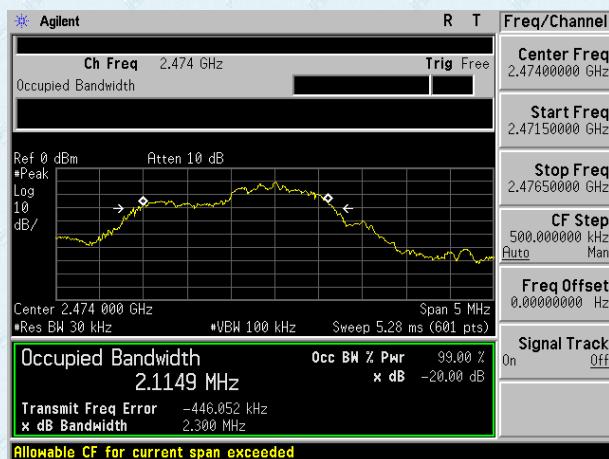 Agilent R T Freq/Channel
Ch Freq 2.474 GHz Trig Free
Occupied Bandwidth
Center Freq
2.47400000 GHz
Start Freq
2.47150000 GHz
Stop Freq
2.47650000 GHz
CF Step
500.000000 kHz
Auto Man
Freq Offset
0.00000000 Hz
Signal Track
On Off
Ref 0 dBm Atten 10 dB
#Peak
Log
10
dB/
Center 2.474 000 GHz Span 5 MHz
#Res BW 30 kHz #VBW 100 kHz Sweep 5.28 ms (601 pts)
Occupied Bandwidth Occ BW % Pwr 99.00 %
2.1149 MHz x dB -20.00 dB
Transmit Freq Error -446.052 kHz
x dB Bandwidth 2.300 MHz
Allowable CF for current span exceeded